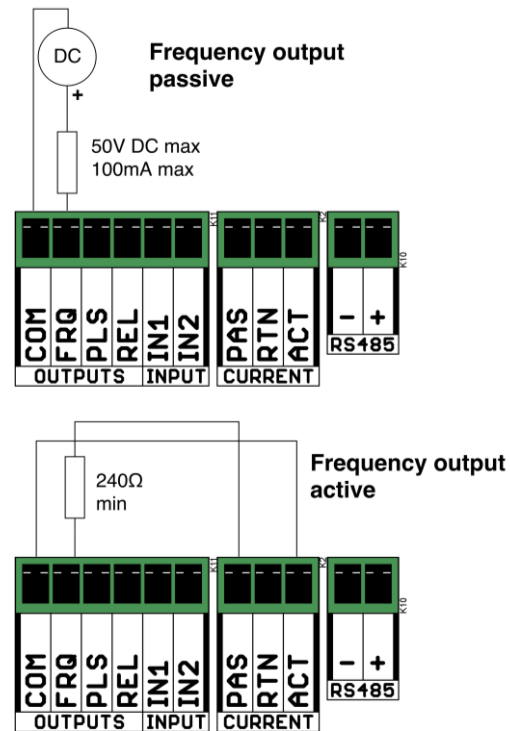 DC
+
Frequency output
passive
50V DC max
100mA max
K11
K2
K10
COM FRQ PLS REL IN1 IN2 PAS RTN ACT - +
OUTPUTS INPUT CURRENT RS485
Frequency output
active
240Ω
min
K11
K2
K10
COM FRQ PLS REL IN1 IN2 PAS RTN ACT - +
OUTPUTS INPUT CURRENT RS485